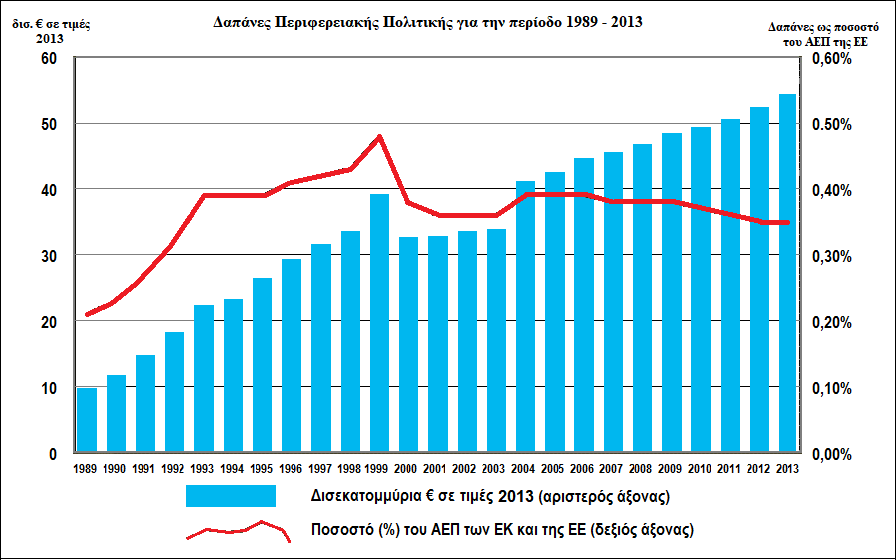 Δαπάνες Περιφερειακής Πολιτικής για την περίοδο 1989 - 2013
δισ. € σε τιμές
2013
Δαπάνες ως ποσοστό
του ΑΕΠ της ΕΕ
60
50
40
30
20
10
0
0,60%
0,50%
0,40%
0,30%
0,20%
0,10%
0,00%
1989 1990 1991 1992 1993 1994 1995 1996 1997 1998 1999 2000 2001 2002 2003 2004 2005 2006 2007 2008 2009 2010 2011 2012 2013
Δισεκατομμύρια € σε τιμές 2013 (αριστερός άξονας)
Ποσοστό (%) του ΑΕΠ των ΕΚ και της ΕΕ (δεξιός άξονας)